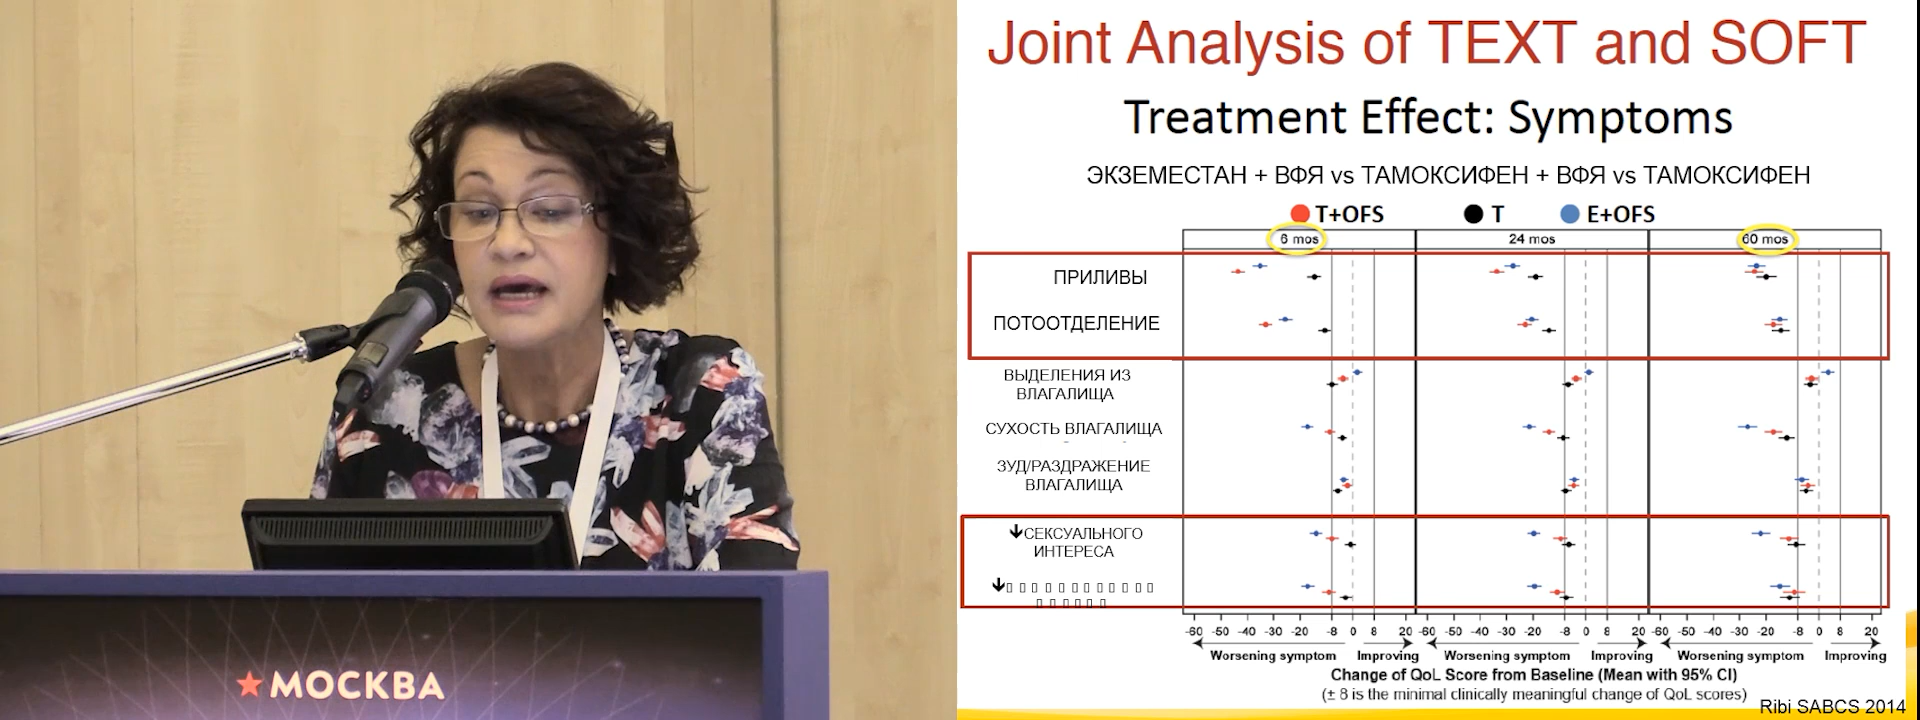 Joint Analysis of TEXT and SOFT
Treatment Effect: Symptoms
ЭКЗЕМЕСТАН + ВФЯ vs ТАМОКСИФЕН + ВФЯ vs ТАМОКСИФЕН
T+OFS T E+OFS
6 mos 24 mos 60 mos
ПРИЛИВЫ
ПОТООТДЕЛЕНИЕ
ВЫДЕЛЕНИЯ ИЗ
ВЛАГАЛИЩА
СУХОСТЬ ВЛАГАЛИЩА
ЗУД/РАЗДРАЖЕНИЕ
ВЛАГАЛИЩА
СЕКСУАЛЬНОГО
ИНТЕРЕСА
-60 -50 -40 -30 -20 -8 0 8 20 -60 -50 -40 -30 -20 -8 0 8 20 -60 -50 -40 -30 -20 -8 0 8 20
Worsening symptom Improving Worsening symptom Improving Worsening symptom Improving
Change of QoL Score from Baseline (Mean with 95% CI)
(± 8 is the minimal clinically meaningful change of QoL scores)
Ribi SABCS 2014
МОСКВА